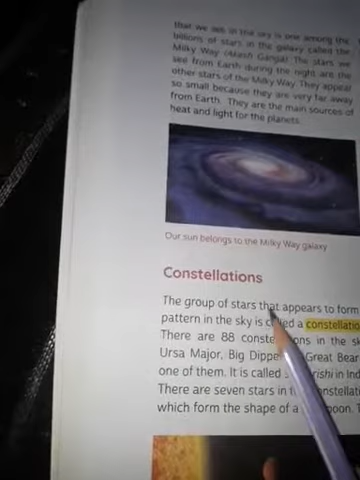 that we see in the sky is one among the
billions of stars in the galaxy called the
Milky Way (Akash Ganga). The stars we
see from Earth during the night are the
other stars of the Milky Way. They appear
so small because they are very far away
from Earth. They are the main sources of
heat and light for the planets.
Our sun belongs to the Milky Way galaxy
Constellations
The group of stars that appears to form
pattern in the sky is called a constellatio
There are 88 conste ons in the sk
Ursa Major, Big Dippe Great Bear
one of them. It is called rishi in Ind
There are seven stars in constellati
which form the shape of a oon. T